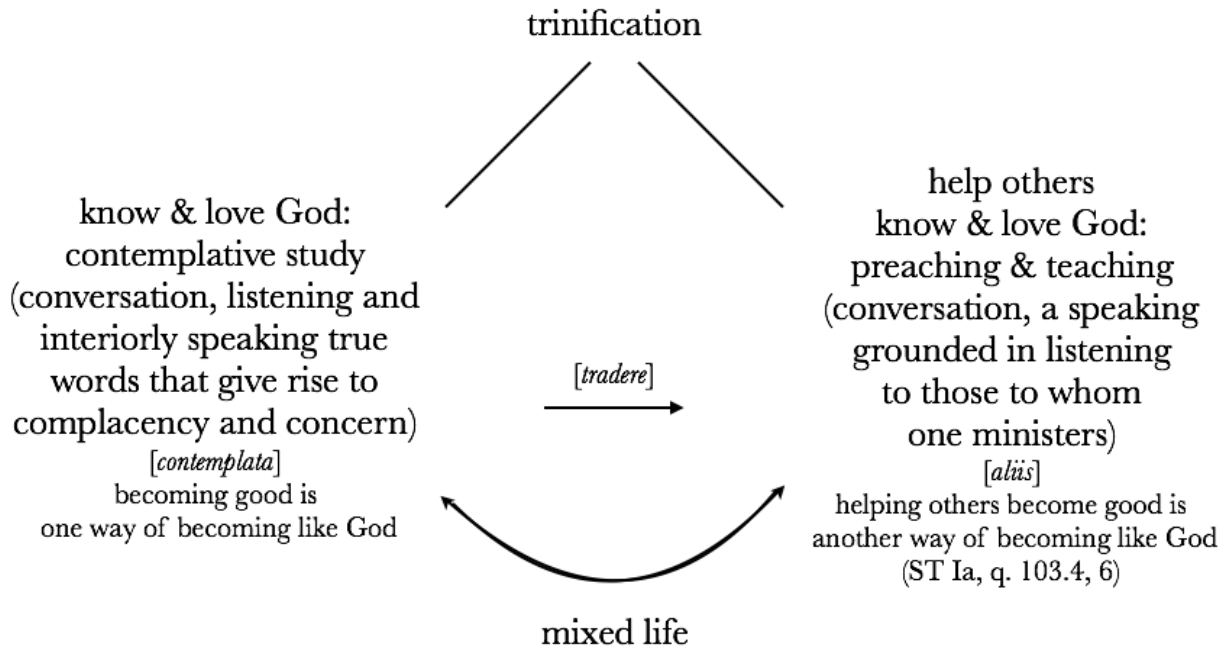 trinification
know & love God:
contemplative study
(conversation, listening and
interiorly speaking true
words that give rise to
complacency and concern)
[contemplata]
becoming good is
one way of becoming like God
[tradere]
help others
know & love God:
preaching & teaching
(conversation, a speaking
grounded in listening
to those to whom
one ministers)
[aliis]
helping others become good is
another way of becoming like God
(ST Ia, q. 103.4, 6)
mixed life